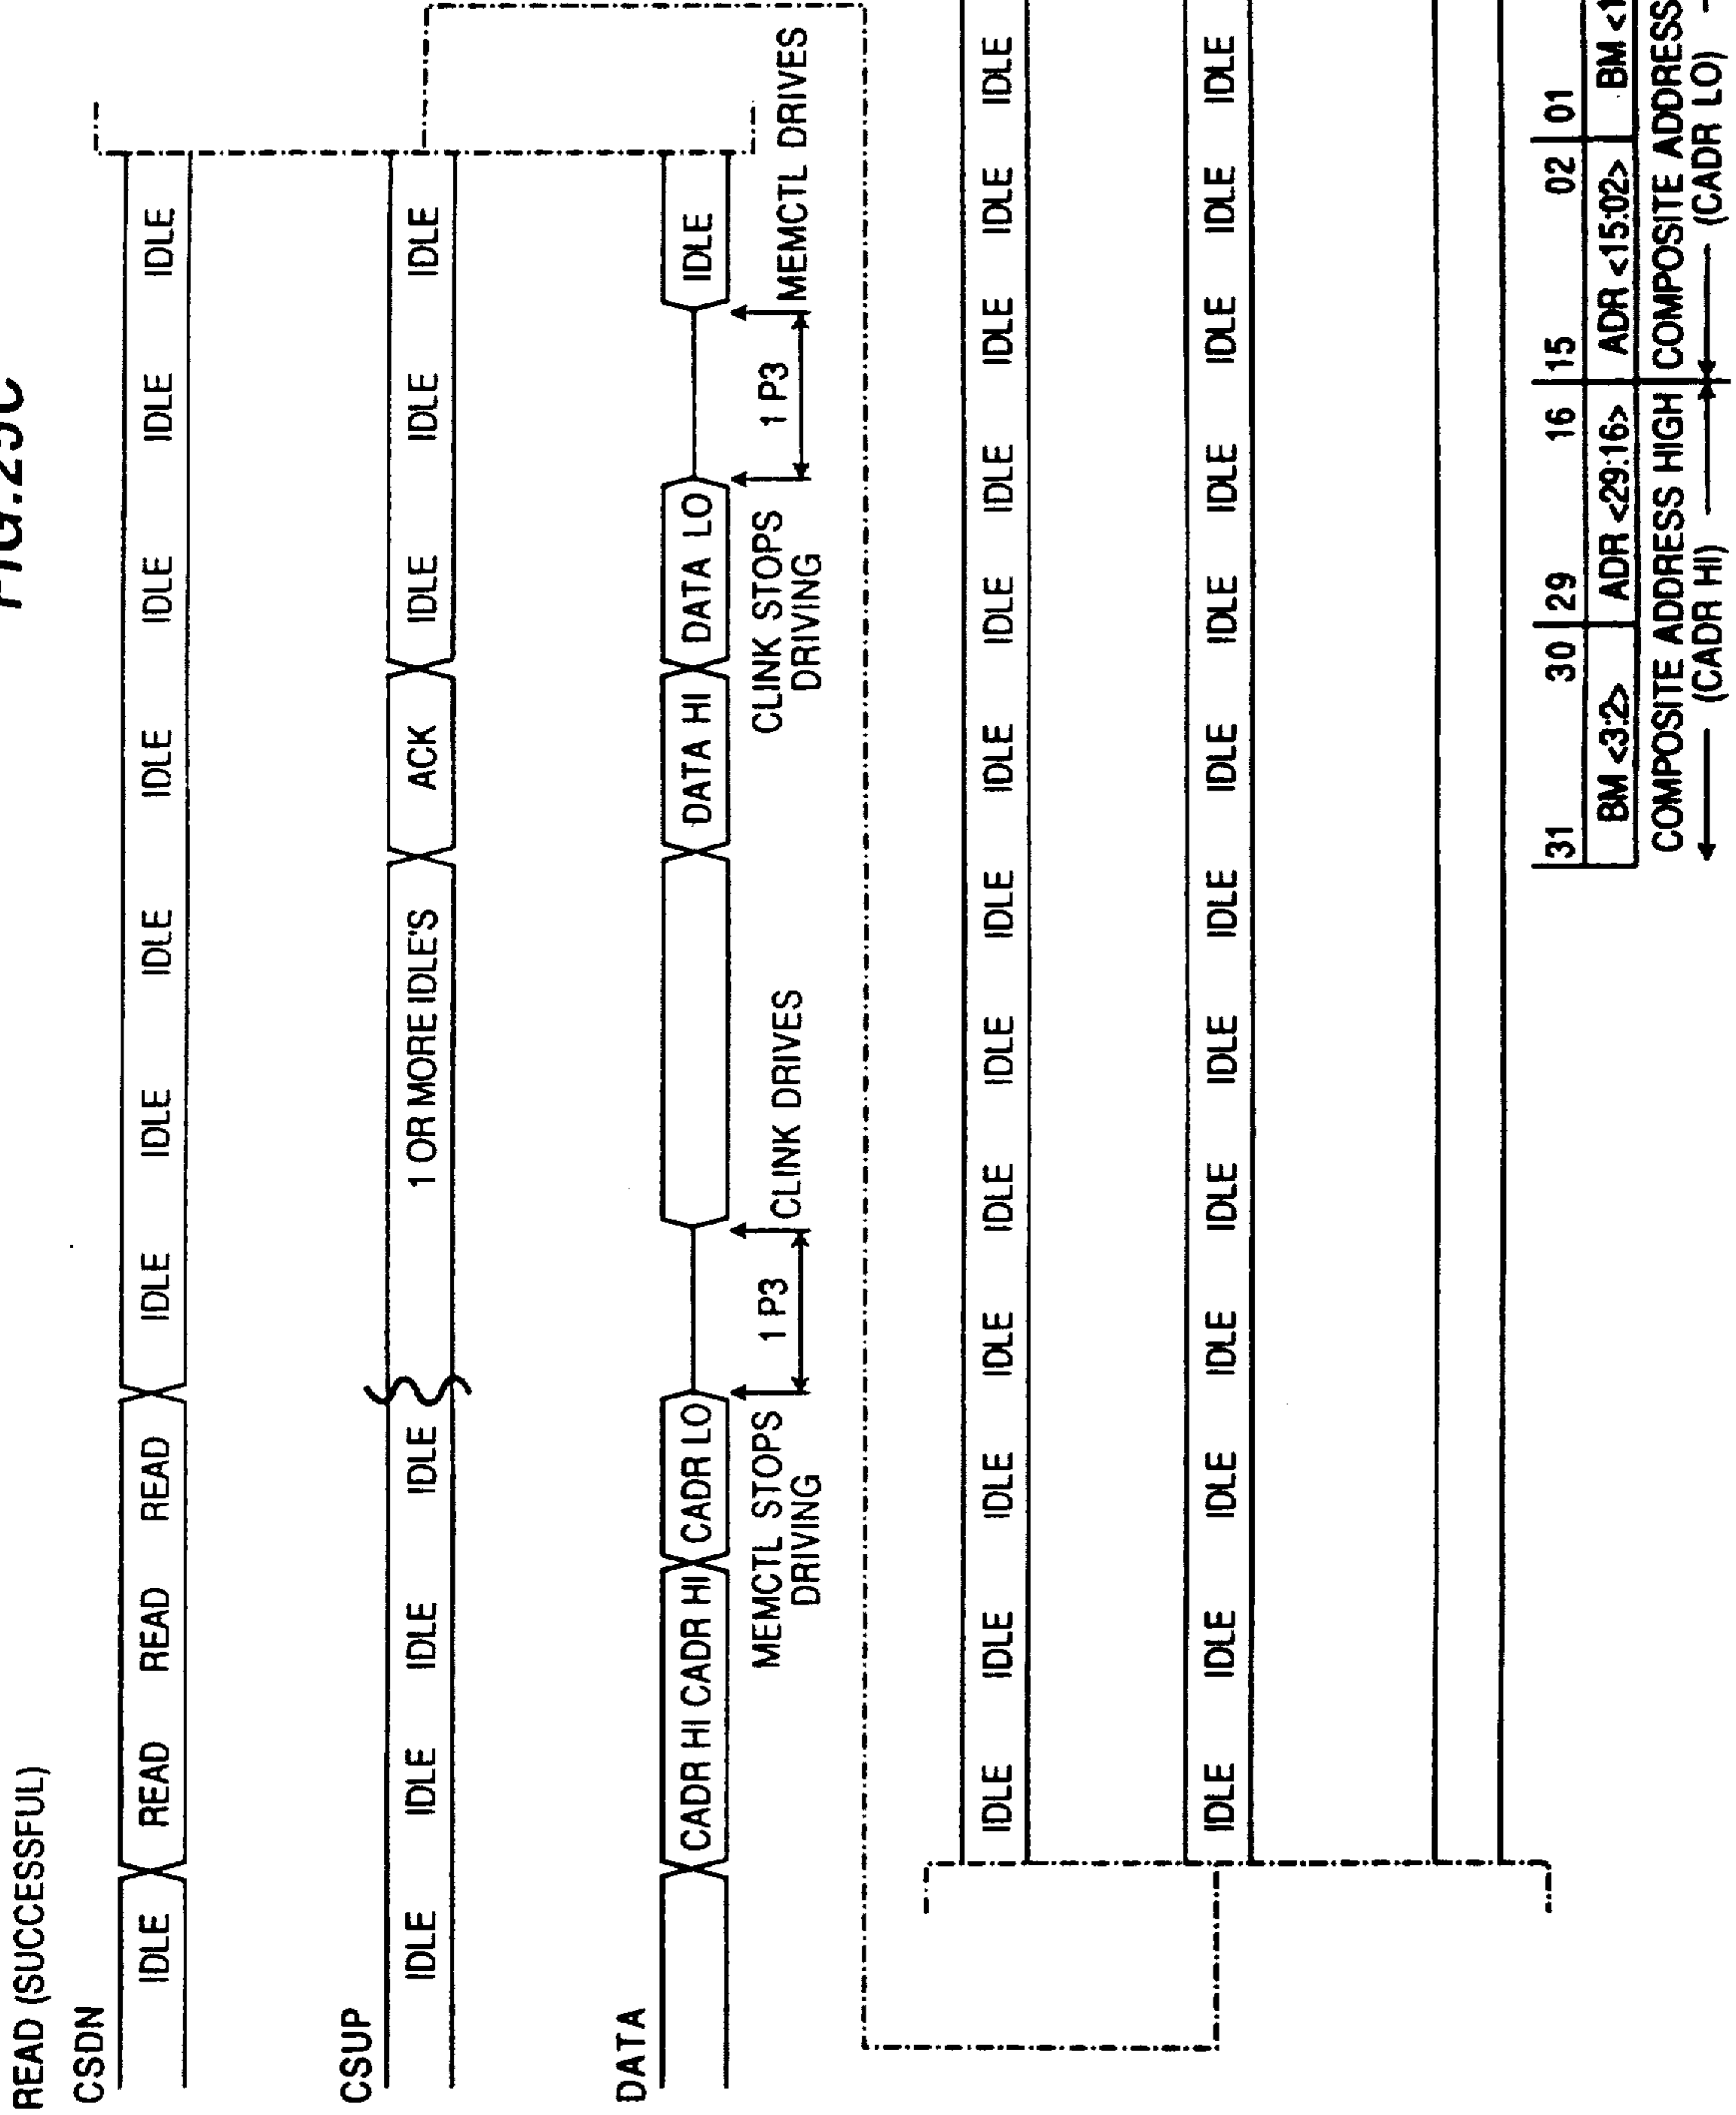 FIG.25C
READ (SUCCESSFUL)
CSDN
IDLE READ READ READ IDLE IDLE IDLE IDLE IDLE IDLE IDLE
CSUP
IDLE IDLE IDLE IDLE 1 OR MORE IDLE'S ACK IDLE IDLE IDLE
DATA
CADR HI CADR HI CADR LO DATA HI DATA LO IDLE
MEMCTL STOPS DRIVING
1 P3
CLINK DRIVES
CLINK STOPS DRIVING
1 P3
MEMCTL DRIVES
IDLE IDLE IDLE IDLE IDLE IDLE IDLE IDLE IDLE IDLE IDLE IDLE IDLE
IDLE IDLE IDLE IDLE IDLE IDLE IDLE IDLE IDLE IDLE IDLE IDLE IDLE
31 30 29 16 15 02 01
BM <3:2> ADR <29:16> ADR <15:02> BM <1
COMPOSITE ADDRESS HIGH COMPOSITE ADDRESS
(CADR HI) (CADR LO)